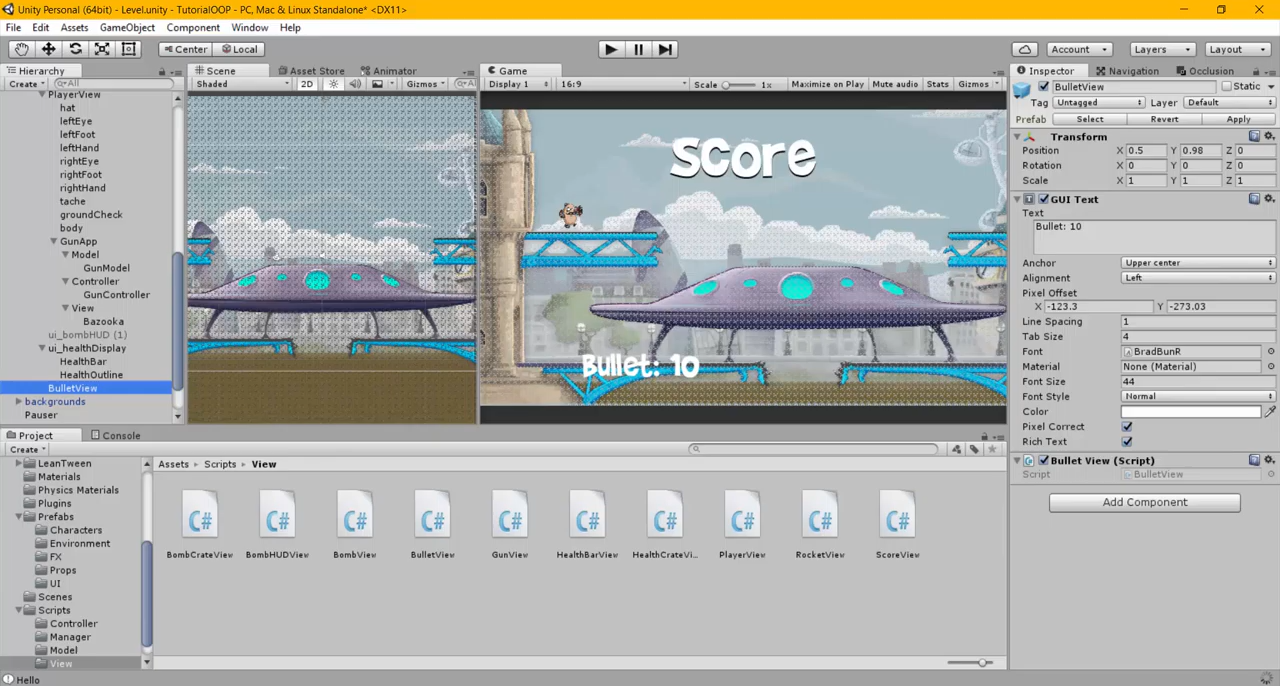 Unity Personal (64bit) - Level.unity - TutorialOOP - PC, Mac & Linux Standalone* <DX11>
File Edit Assets GameObject Component Window Help
Center Local Account Layers Layout
Hierarchy
Create All
PlayerView
hat
leftEye
leftFoot
leftHand
rightEye
rightFoot
rightHand
tache
groundCheck
body
GunApp
Model
GunModel
Controller
GunController
View
Bazooka
ui_bombHUD (1)
ui_healthDisplay
HealthBar
HealthOutline
BulletView
backgrounds
Pauser
Scene Asset Store Animator
Shaded 2D Gizmos
Game
Display 1 16:9 Scale 1x Maximize on Play Mute audio Stats Gizmos
Score
Bullet: 10
Inspector Navigation Occlusion
BulletView Static
Tag Untagged Layer Default
Prefab Select Revert Apply
Transform
Position X 0.5 Y 0.98 Z 0
Rotation X 0 Y 0 Z 0
Scale X 1 Y 1 Z 1
GUI Text
Text
Bullet: 10
Anchor Upper center
Alignment Left
Pixel Offset
X -123.3 Y -273.03
Line Spacing 1
Tab Size 4
Font BradBunR
Material None (Material)
Font Size 44
Font Style Normal
Color
Pixel Correct
Rich Text
Bullet View (Script)
Script BulletView
Add Component
Project Console
Create
LeanTween
Materials
Physics Materials
Plugins
Prefabs
Characters
Environment
FX
Props
UI
Scenes
Scripts
Controller
Manager
Model
View
Assets Scripts View
BombCrateView BombHUDView BombView BulletView GunView HealthBarView HealthCrateVi... PlayerView RocketView ScoreView
Hello